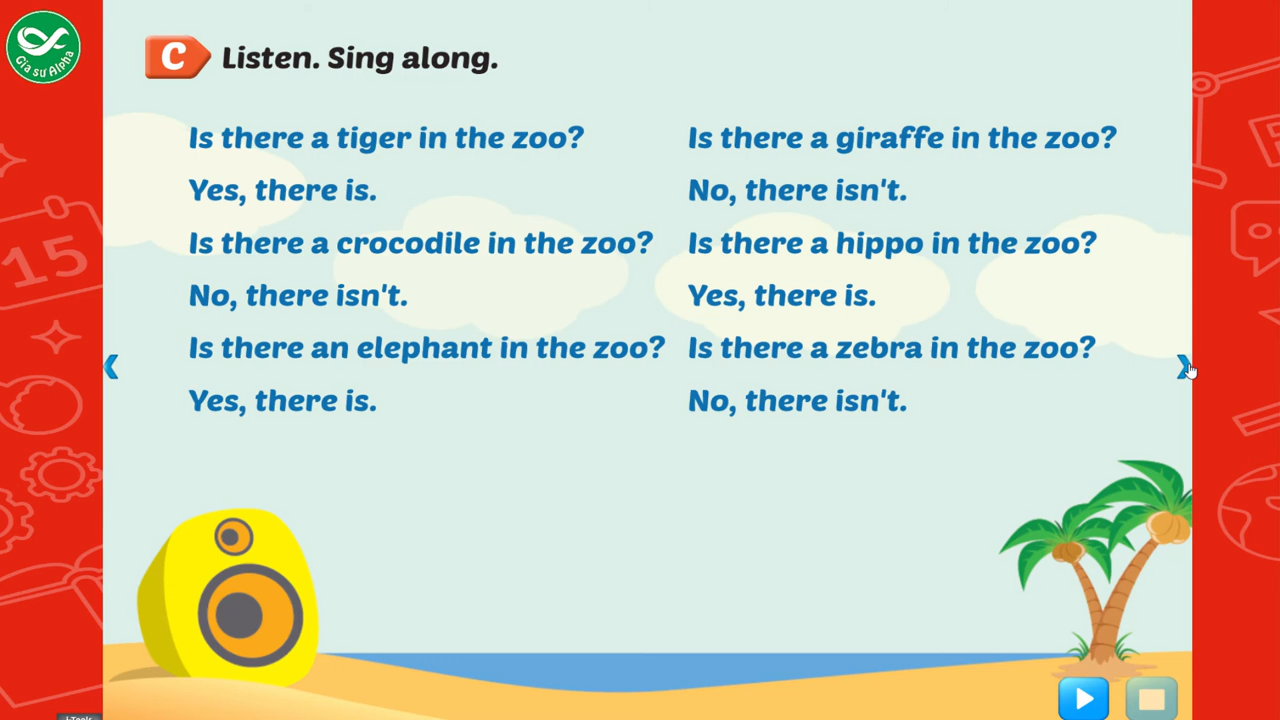 Gia sư Alpha
C Listen. Sing along.
Is there a tiger in the zoo?
Yes, there is.
Is there a crocodile in the zoo?
No, there isn't.
Is there an elephant in the zoo?
Yes, there is.
Is there a giraffe in the zoo?
No, there isn't.
Is there a hippo in the zoo?
Yes, there is.
Is there a zebra in the zoo?
No, there isn't.
15